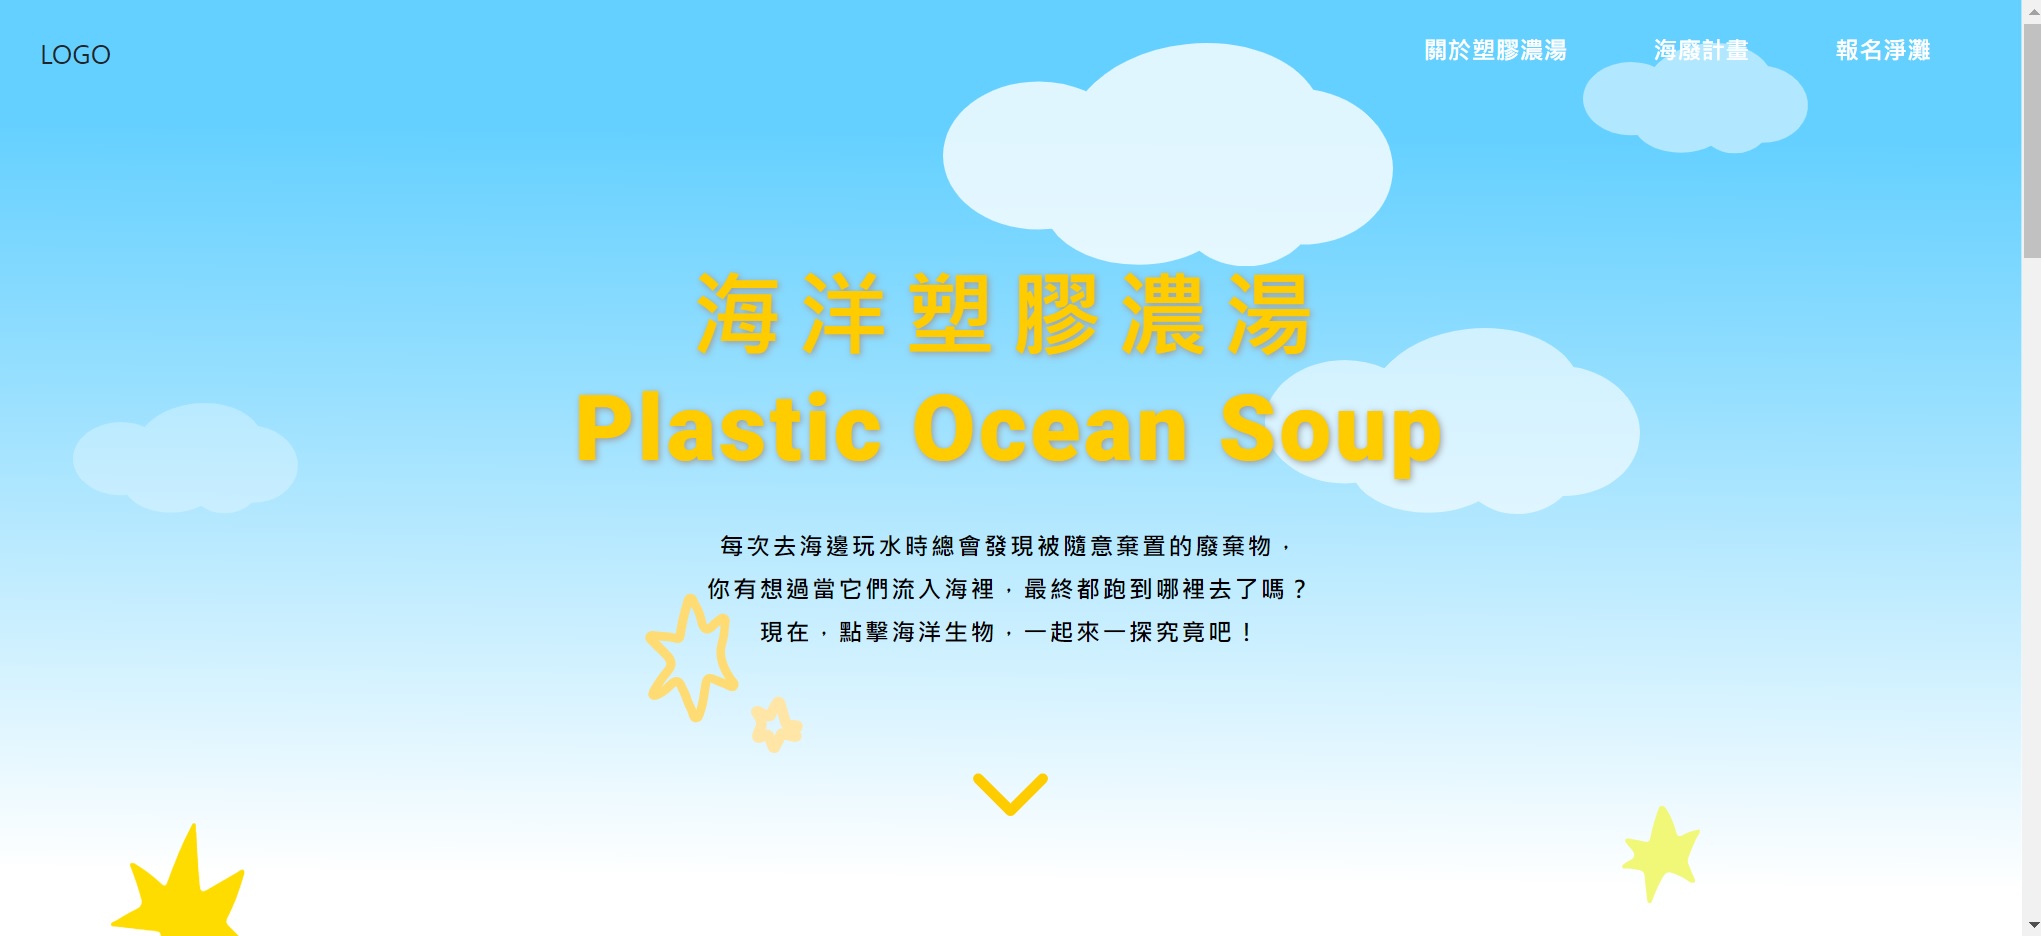 LOGO
關於塑膠濃湯 海廢計畫 報名淨灘
海洋塑膠濃湯
Plastic Ocean Soup
每次去海邊玩水時總會發現被隨意棄置的廢棄物，
你有想過當它們流入海裡，最終都跑到哪裡去了嗎？
現在，點擊海洋生物，一起來一探究竟吧！